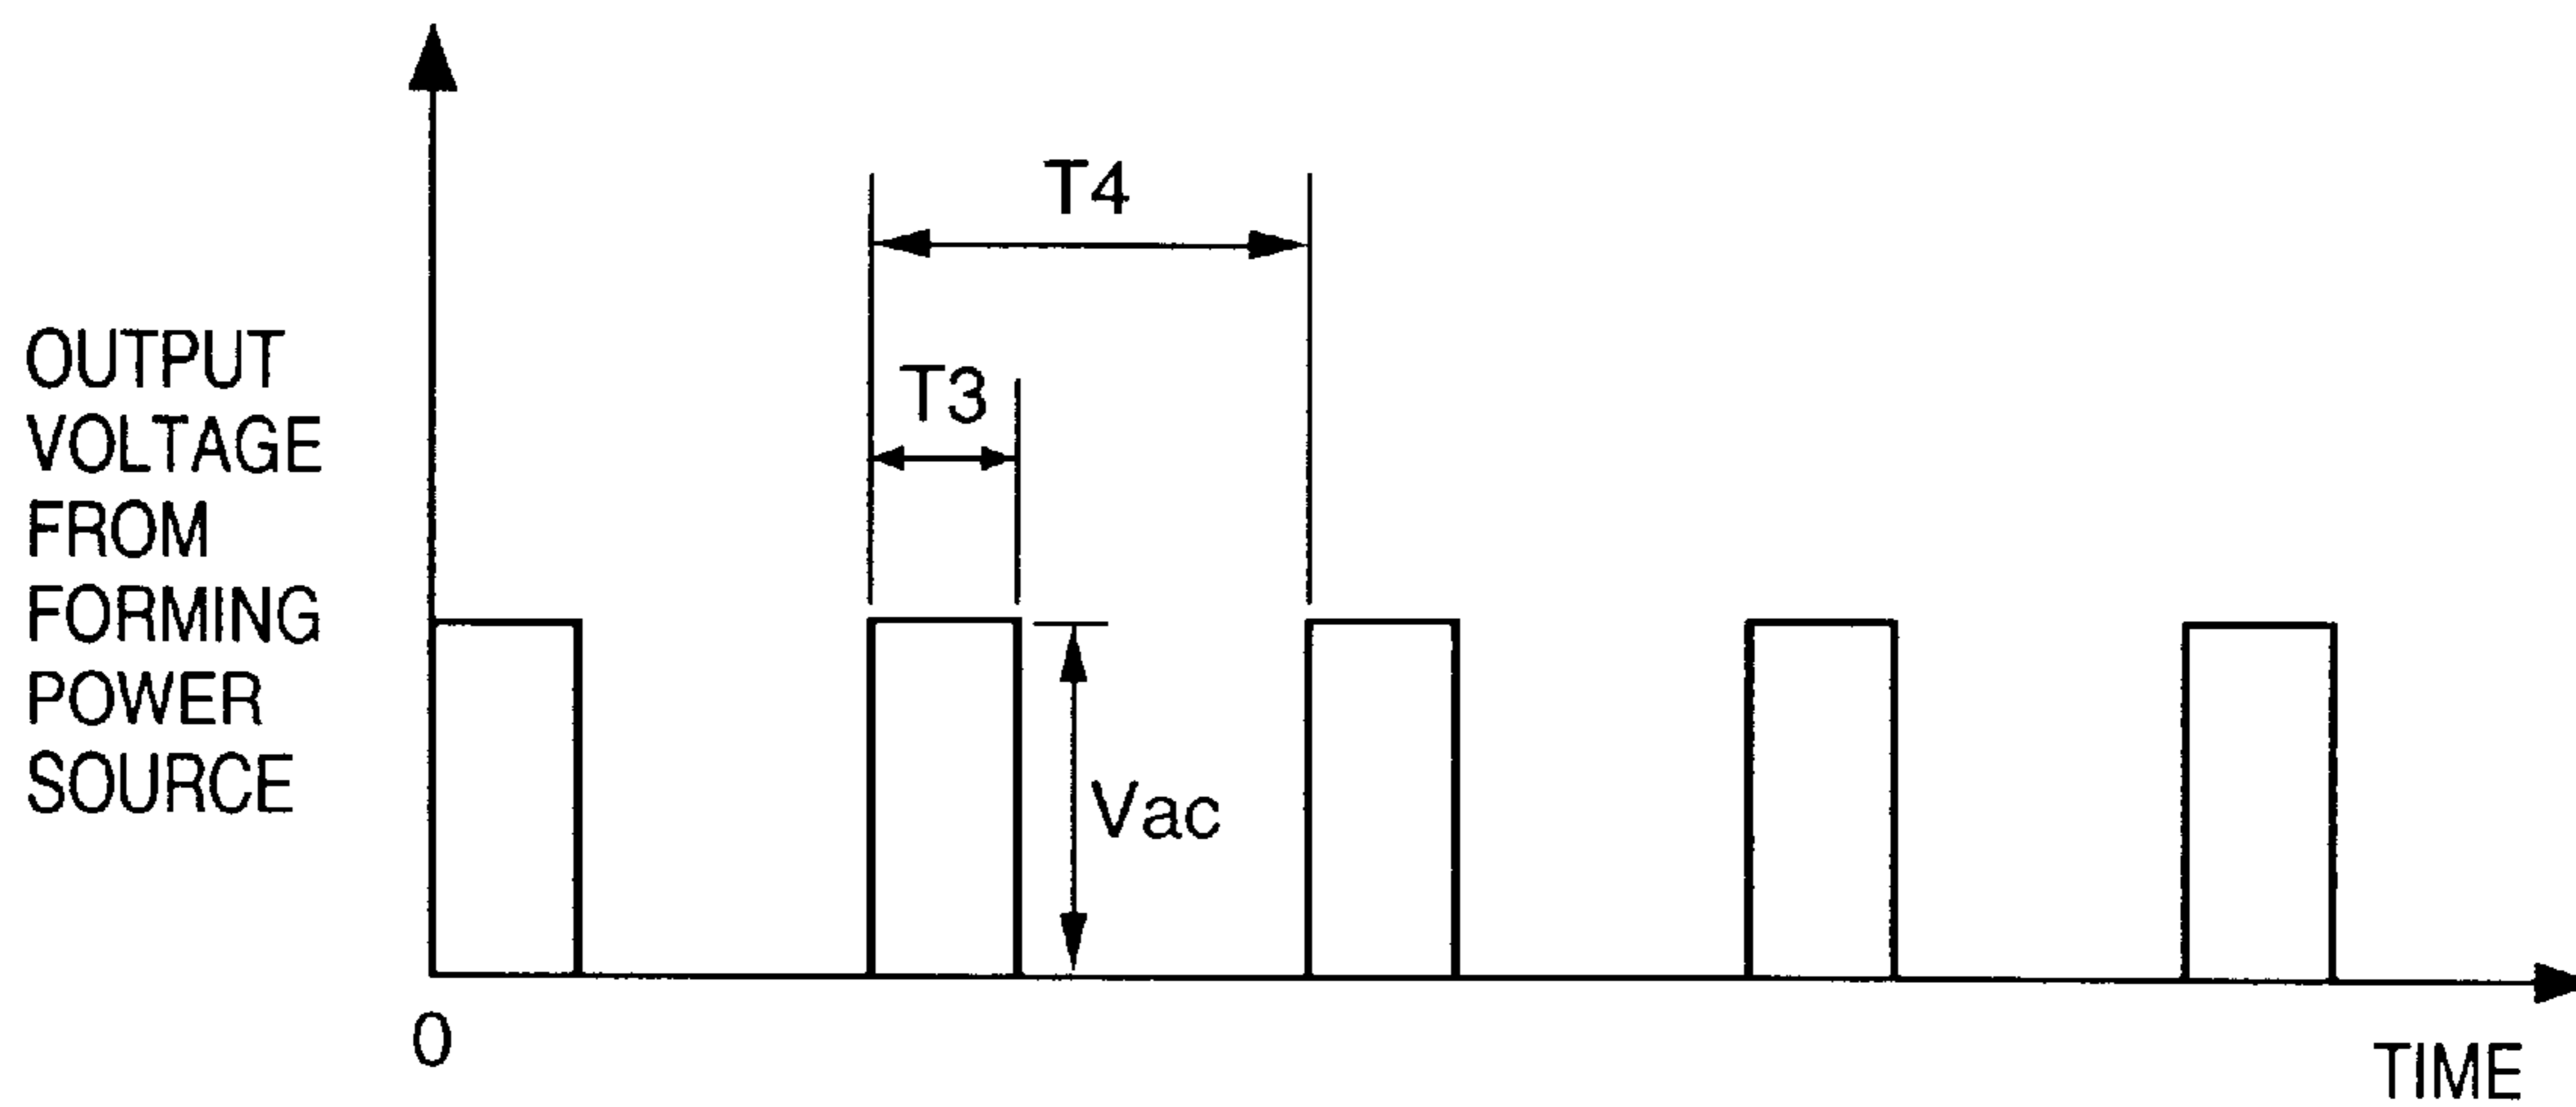 T4
T3
OUTPUT
VOLTAGE
FROM
FORMING
POWER
SOURCE
Vac
0
TIME